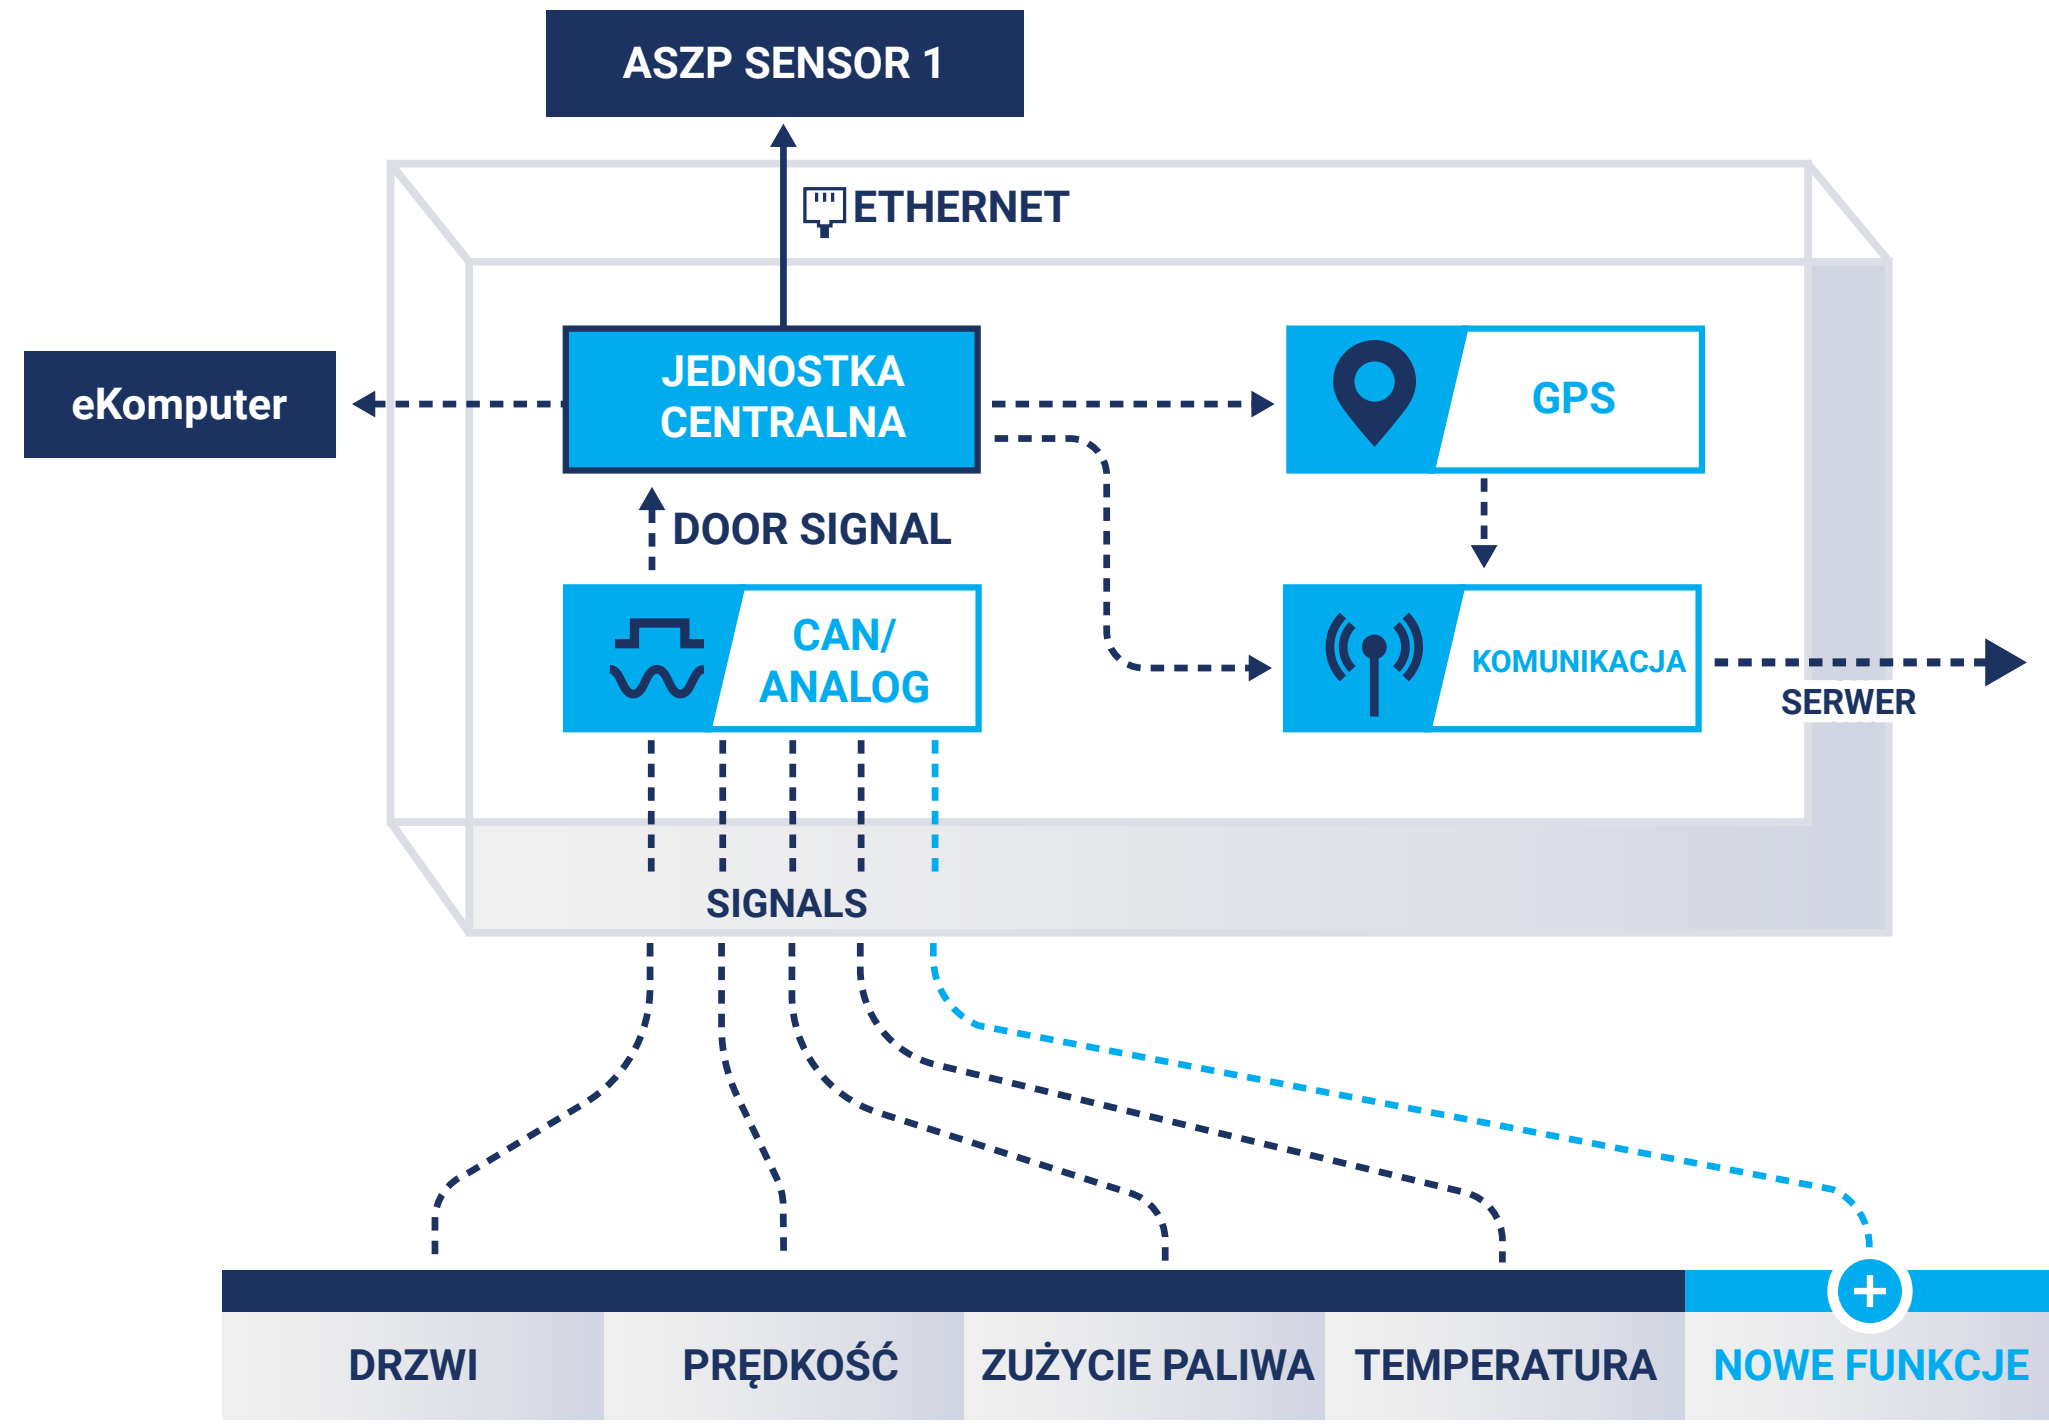 ASZP SENSOR 1
ETHERNET
eKomputer
JEDNOSTKA
CENTRALNA
GPS
DOOR SIGNAL
CAN/
ANALOG
KOMUNIKACJA
SERWER
SIGNALS
DRZWI
PRĘDKOŚĆ
ZUŻYCIE PALIWA
TEMPERATURA
NOWE FUNKCJE